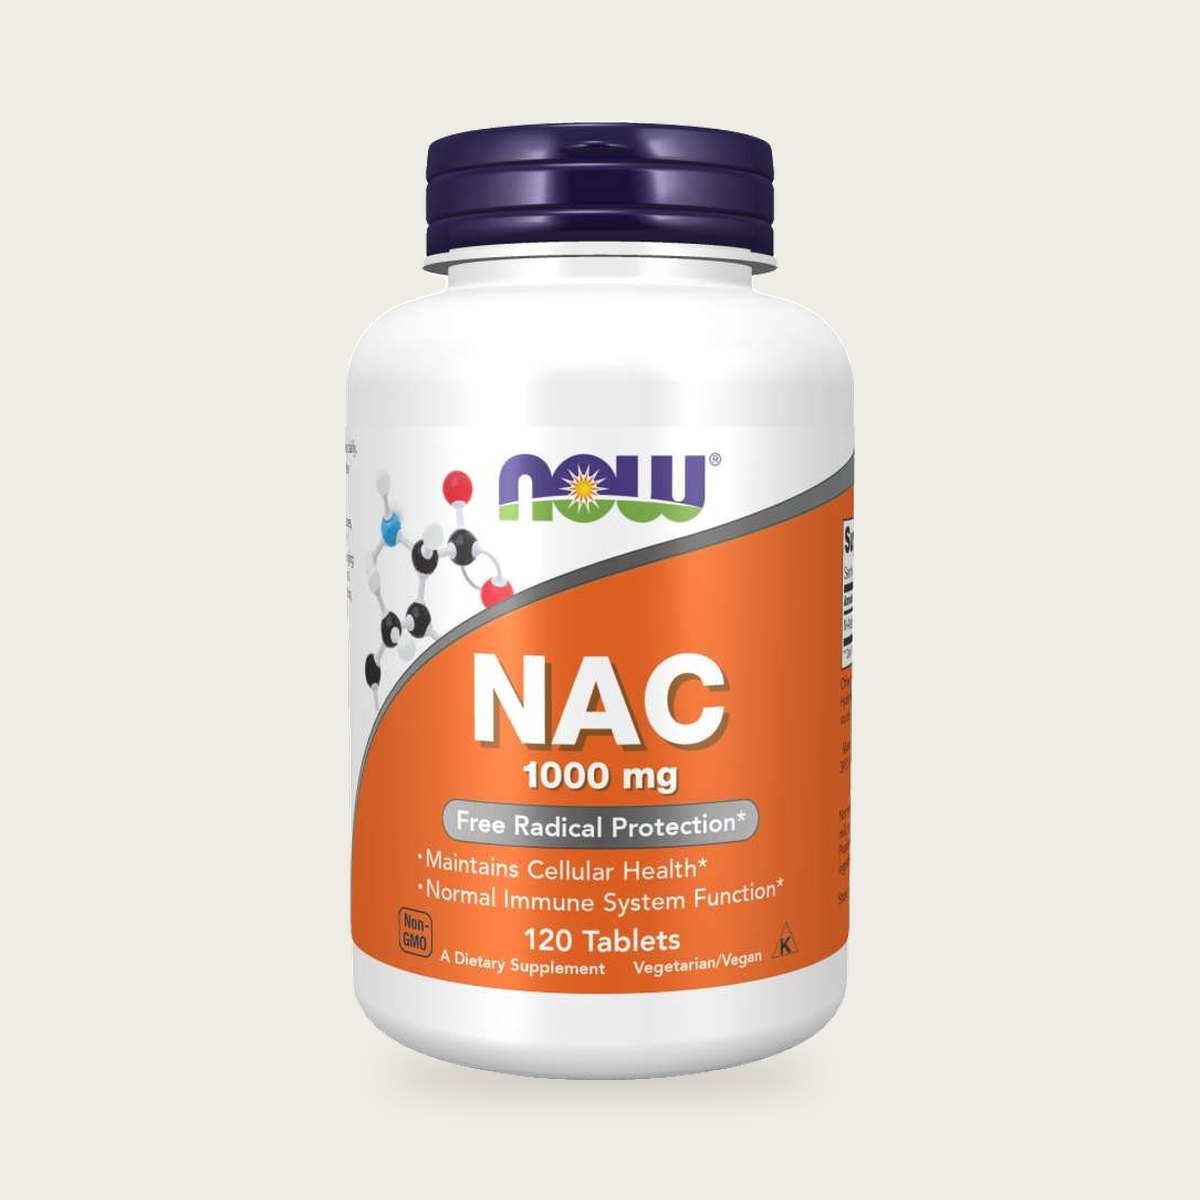 now®
NAC
1000 mg
Free Radical Protection*
• Maintains Cellular Health*
• Normal Immune System Function*
Non-
GMO
120 Tablets
A Dietary Supplement Vegetarian/Vegan
K